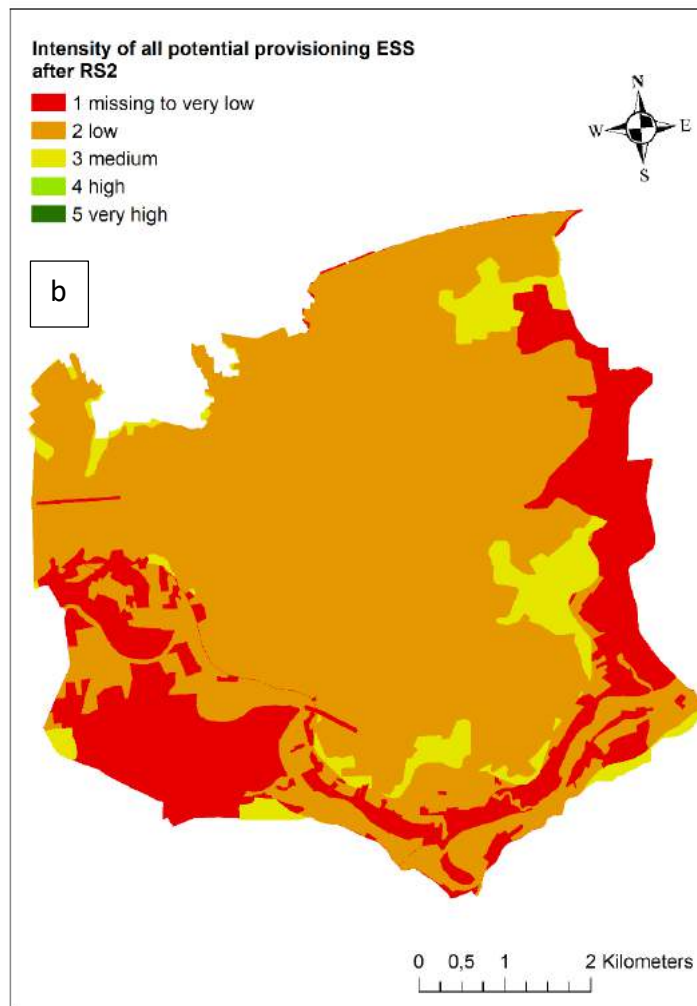 Intensity of all potential provisioning ESS
after RS2
1 missing to very low
2 low
3 medium
4 high
5 very high
N
W E
S
b
0 0,5 1 2 Kilometers